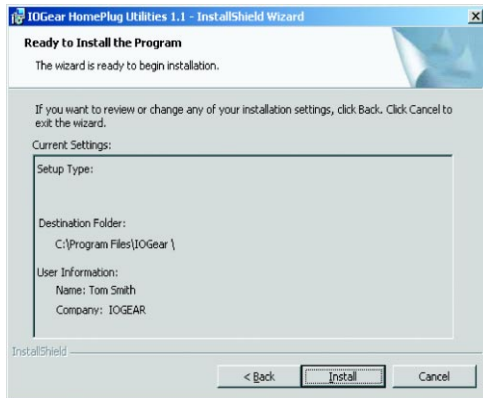 IOGear HomePlug Utilities 1.1 - InstallShield Wizard
Ready to Install the Program
The wizard is ready to begin installation.
If you want to review or change any of your installation settings, click Back. Click Cancel to
exit the wizard.
Current Settings:
Setup Type:
Destination Folder:
C:\Program Files\IOGear \
User Information:
Name: Tom Smith
Company: IOGEAR
InstallShield
< Back Install Cancel